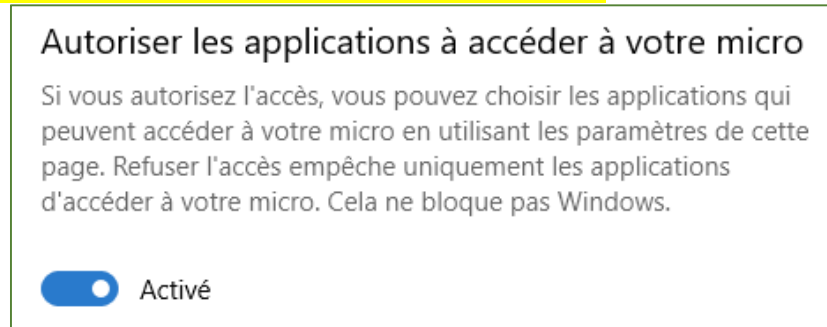 Autoriser les applications à accéder à votre micro
Si vous autorisez l'accès, vous pouvez choisir les applications qui
peuvent accéder à votre micro en utilisant les paramètres de cette
page. Refuser l'accès empêche uniquement les applications
d'accéder à votre micro. Cela ne bloque pas Windows.
Activé